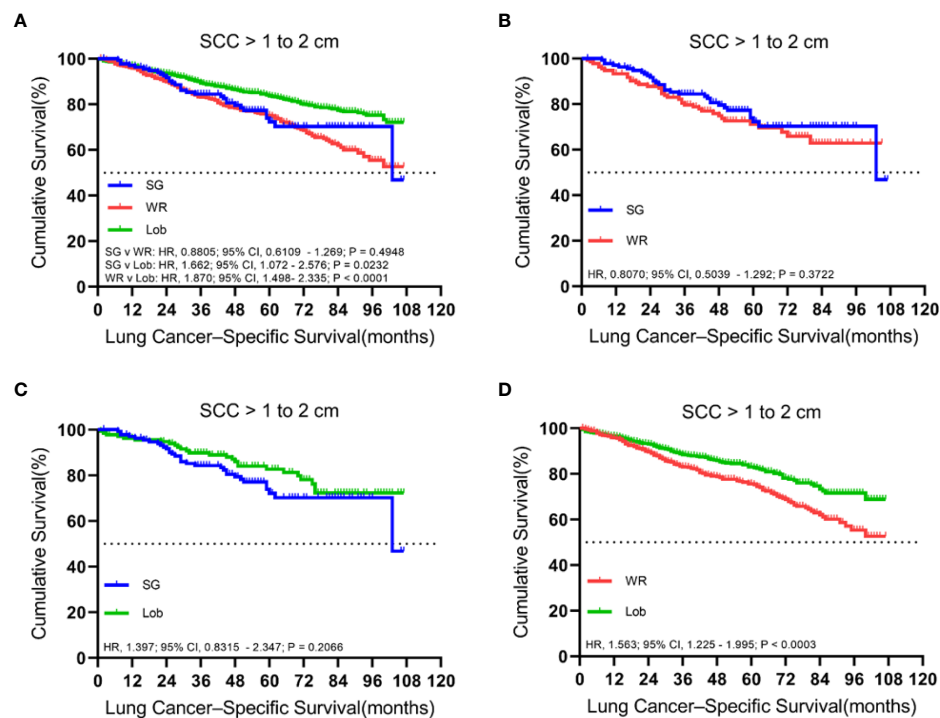 A
SCC > 1 to 2 cm
Cumulative Survival(%)
100
80
60
40
20
0
SG
WR
Lob
SG v WR: HR, 0.8805; 95% CI, 0.6109 - 1.269; P = 0.4948
SG v Lob: HR, 1.662; 95% CI, 1.072 - 2.576; P = 0.0232
WR v Lob: HR, 1.870; 95% CI, 1.498- 2.335; P < 0.0001
0 12 24 36 48 60 72 84 96 108 120
Lung Cancer–Specific Survival(months)
B
SCC > 1 to 2 cm
Cumulative Survival(%)
100
80
60
40
20
0
SG
WR
HR, 0.8070; 95% CI, 0.5039 - 1.292; P = 0.3722
0 12 24 36 48 60 72 84 96 108 120
Lung Cancer–Specific Survival(months)
C
SCC > 1 to 2 cm
Cumulative Survival(%)
100
80
60
40
20
0
SG
Lob
HR, 1.397; 95% CI, 0.8315 - 2.347; P = 0.2066
0 12 24 36 48 60 72 84 96 108 120
Lung Cancer–Specific Survival(months)
D
SCC > 1 to 2 cm
Cumulative Survival(%)
100
80
60
40
20
0
WR
Lob
HR, 1.563; 95% CI, 1.225 - 1.995; P < 0.0003
0 12 24 36 48 60 72 84 96 108 120
Lung Cancer–Specific Survival(months)